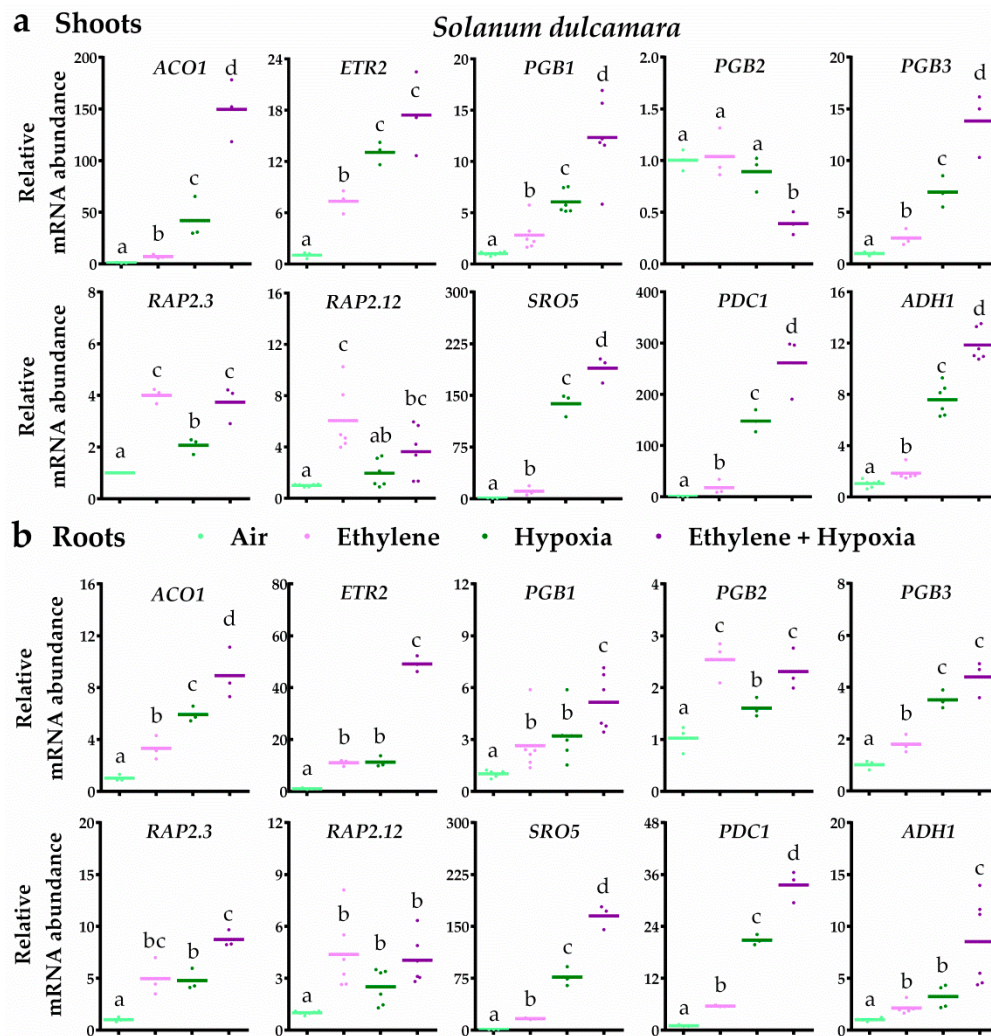 a Shoots Solanum dulcamara
ACO1 ETR2 PGB1 PGB2 PGB3
Relative mRNA abundance
200 150 100 50 0
a b c d
24 18 12 6 0
a b c c
20 15 10 5 0
a b c d
2.0 1.5 1.0 0.5 0.0
a a a b
20 15 10 5 0
a b c d
RAP2.3 RAP2.12 SRO5 PDC1 ADH1
Relative mRNA abundance
8 6 4 2 0
a c b c
16 12 8 4 0
a c ab bc
300 225 150 75 0
a b c d
400 300 200 100 0
a b c d
16 12 8 4 0
a b c d
b Roots Air Ethylene Hypoxia Ethylene + Hypoxia
ACO1 ETR2 PGB1 PGB2 PGB3
Relative mRNA abundance
16 12 8 4 0
a b c d
80 60 40 20 0
a b b c
12 9 6 3 0
a b b c
4 3 2 1 0
a c b c
8 6 4 2 0
a b c c
RAP2.3 RAP2.12 SRO5 PDC1 ADH1
Relative mRNA abundance
20 15 10 5 0
a bc b c
12 9 6 3 0
a b b b
300 225 150 75 0
a b c d
48 36 24 12 0
a b c d
20 15 10 5 0
a b b c